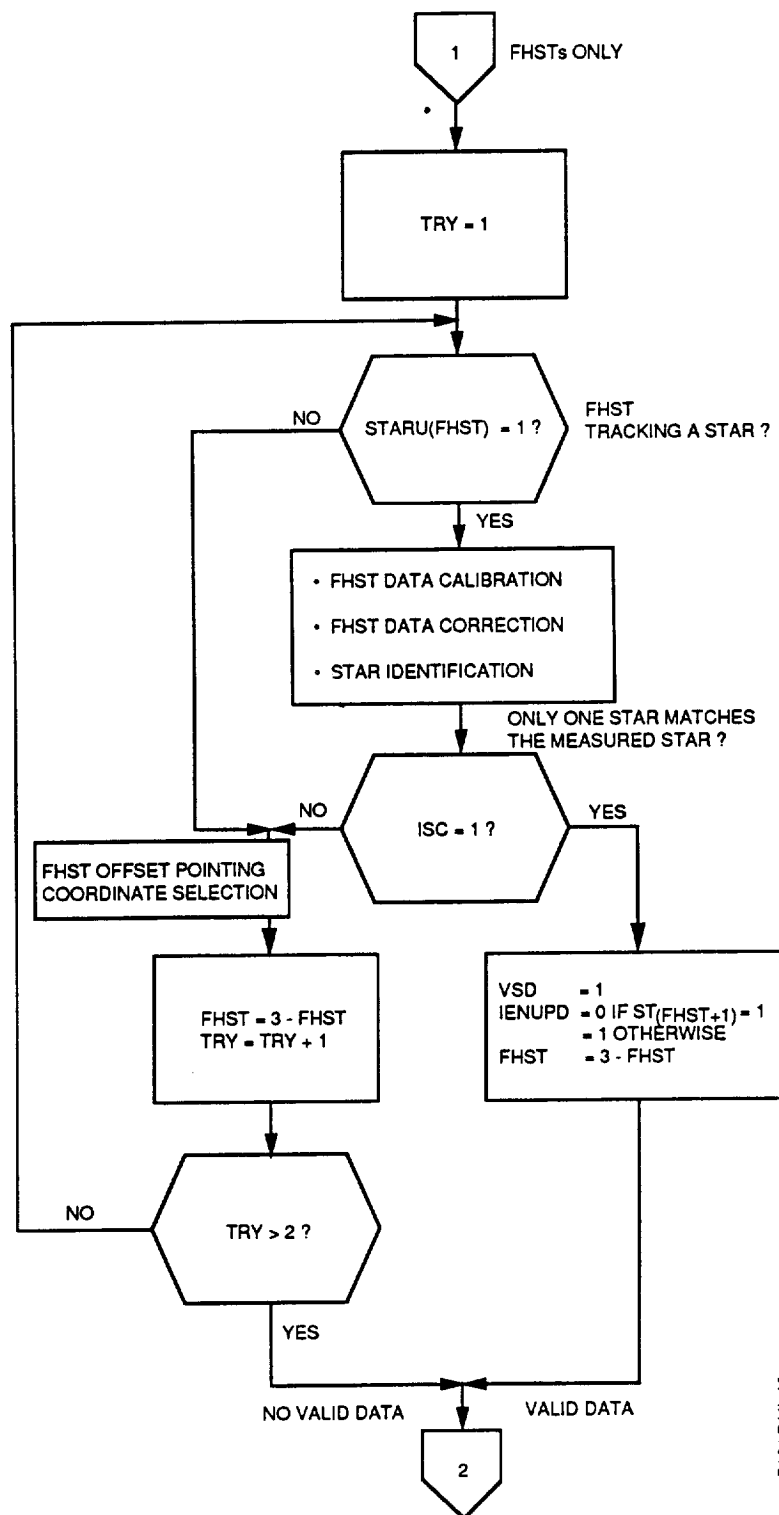 1
FHSTs ONLY
TRY = 1
NO
STARU(FHST) = 1 ?
FHST
TRACKING A STAR ?
YES
• FHST DATA CALIBRATION
• FHST DATA CORRECTION
• STAR IDENTIFICATION
ONLY ONE STAR MATCHES
THE MEASURED STAR ?
NO
ISC = 1 ?
YES
FHST OFFSET POINTING
COORDINATE SELECTION
FHST = 3 - FHST
TRY = TRY + 1
VSD = 1
IENUPD = 0 IF ST(FHST+1) = 1
= 1 OTHERWISE
FHST = 3 - FHST
NO
TRY > 2 ?
YES
NO VALID DATA
VALID DATA
2